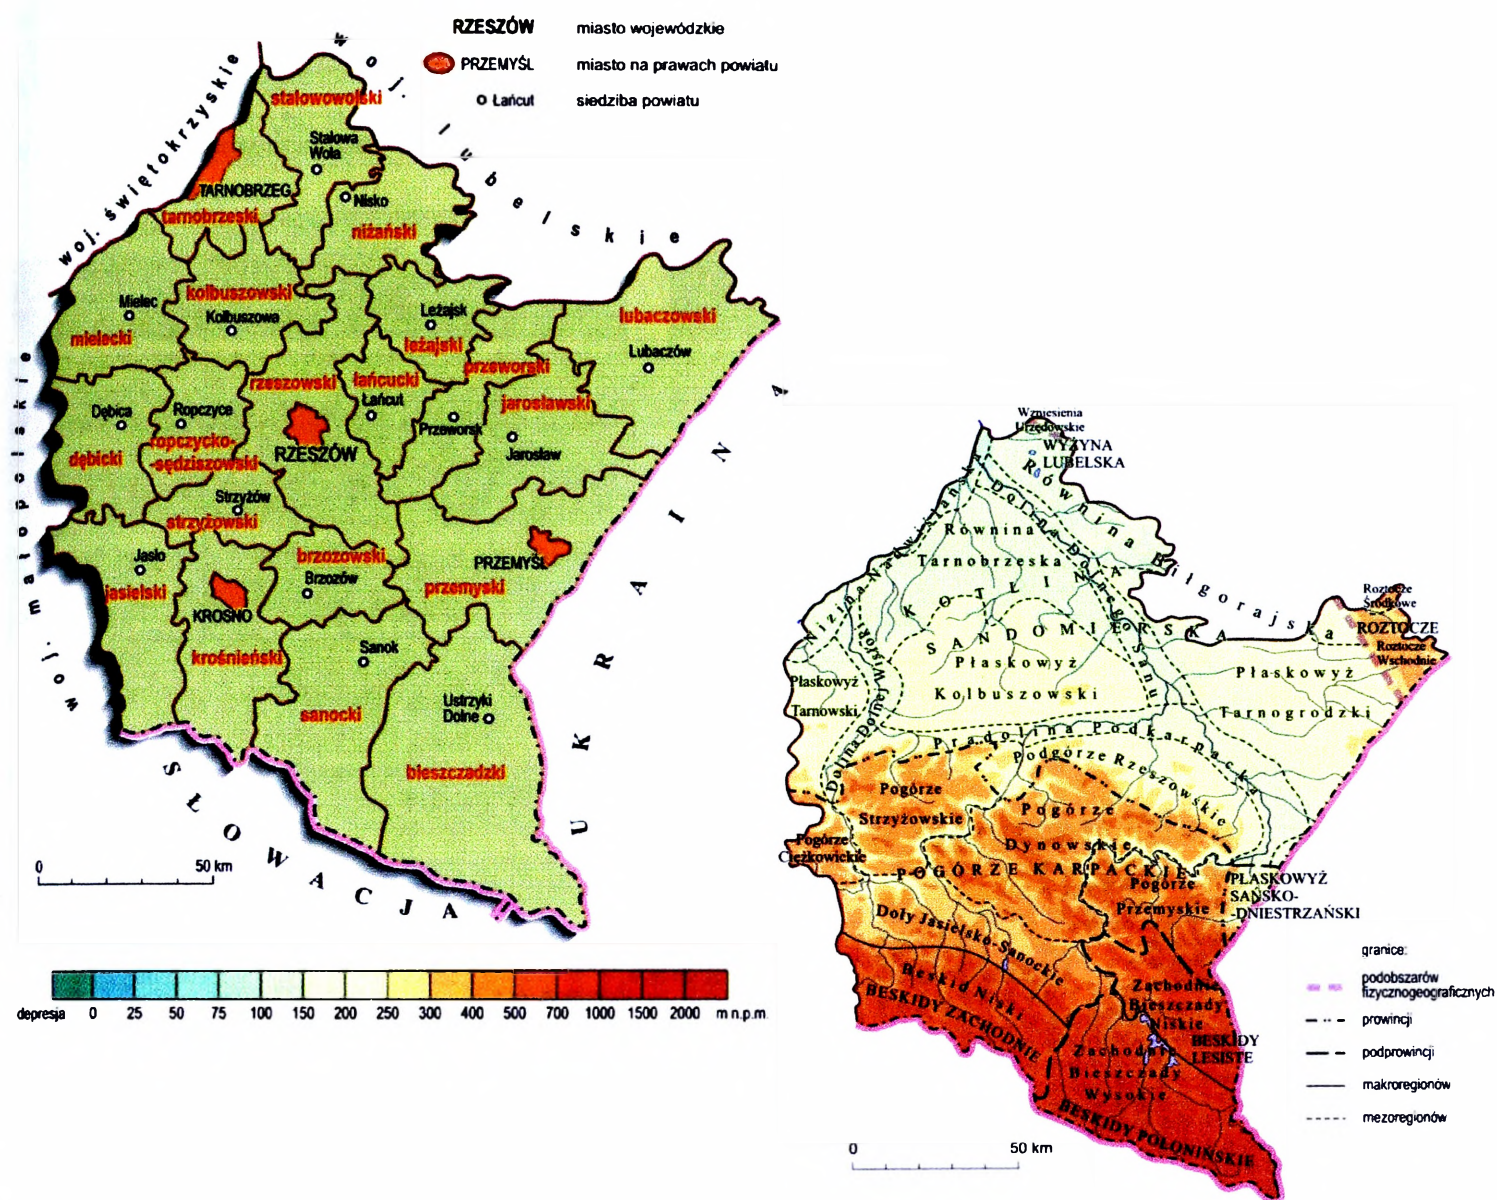 RZESZÓW miasto wojewódzkie
PRZEMYŚL miasto na prawach powiatu
Łańcut siedziba powiatu
woj. świętokrzyskie
woj. lubelskie
woj. małopolskie
UKRAINA
SŁOWACJA
stalowowolski
Stalowa
Wola
TARNOBRZEG
tarnobrzeski
Nisko
niżański
Mielec
mielecki
kolbuszowski
Kolbuszowa
Leżajsk
leżajski
lubaczowski
Lubaczów
przeworski
Przeworsk
rzeszowski
RZESZÓW
łańcucki
Łańcut
jarosławski
Jarosław
Dębica
dębicki
Ropczyce
ropczycko-
-sędziszowski
Strzyżów
strzyżowski
Jasło
jasielski
brzozowski
Brzozów
PRZEMYŚL
przemyski
KROSNO
krośnieński
Sanok
sanocki
Ustrzyki
Dolne
bieszczadzki
0 50 km
depresja 0 25 50 75 100 150 200 250 300 400 500 700 1000 1500 2000 m n.p.m.
Wzniesienia
Urzędowskie
WYŻYNA
LUBELSKA
Równina Biłgorajska
Dolina Dolnego Sanu
Nizina Nadwiślańska
Równina
Tarnobrzeska
KOTLINA
SANDOMIERSKA
Płaskowyż
Kolbuszowski
Dolina Dolnej Wisłoki
Płaskowyż
Tarnowski
Roztocze
Środkowe
ROZTOCZE
Roztocze
Wschodnie
Płaskowyż
Tarnogrodzki
Pradolina Podkarpacka
Podgórze Rzeszowskie
Pogórze
Strzyżowskie
Pogórze
Dynowskie
Pogórze
Ciężkowickie
POGÓRZE KARPACKIE
Pogórze
Przemyskie
PŁASKOWYŻ
SAŃSKO-
-DNIESTRZAŃSKI
Doły Jasielsko-Sanockie
Beskid Niski
BESKIDY ZACHODNIE
Zachodnie
Bieszczady
Niskie
BESKIDY
LESISTE
Zachodnie
Bieszczady
Wysokie
BESKIDY POŁONIŃSKIE
0 50 km
granice:
podobszarów
fizycznogeograficznych
prowincji
podprowincji
makroregionów
mezoregionów